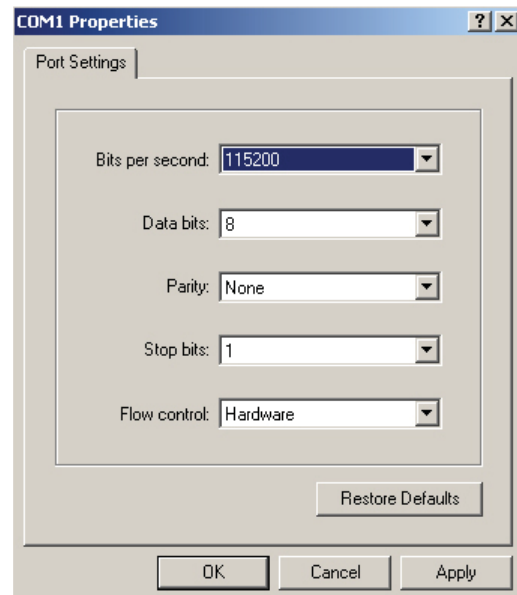 COM1 Properties
Port Settings
Bits per second: 115200
Data bits: 8
Parity: None
Stop bits: 1
Flow control: Hardware
Restore Defaults
OK Cancel Apply